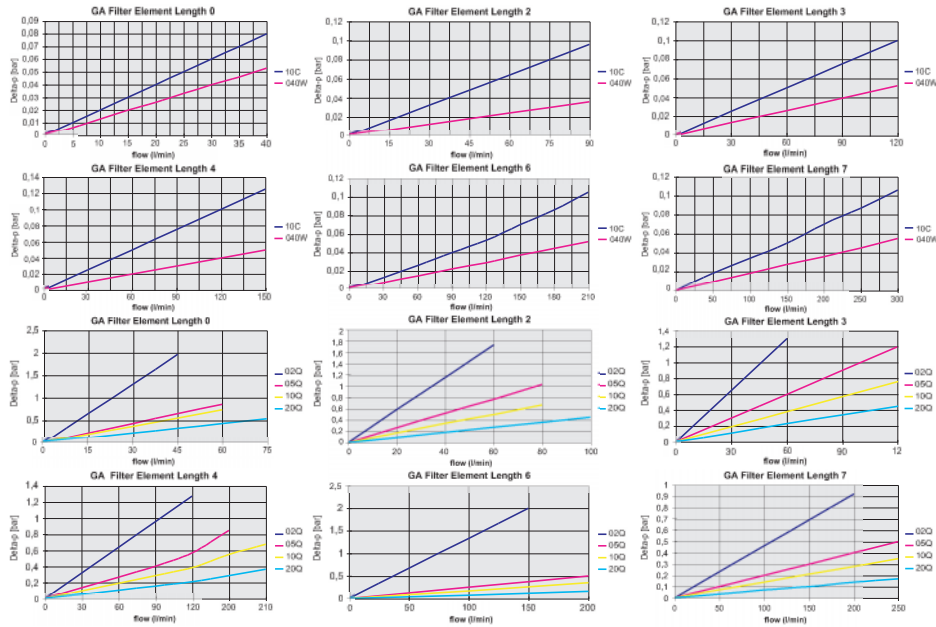 GA Filter Element Length 0
Delta-p [bar]
0,08
0,07
0,06
0,05
0,04
0,03
0,02
0,01
0
0 5 10 15 20 25 30 35 40
flow (l/min)
GA Filter Element Length 2
Delta-p [bar]
0,12
0,1
0,08
0,06
0,04
0,02
0
0 15 30 45 60 75 90
flow (l/min)
10C
040W
GA Filter Element Length 3
Delta-p [bar]
0,12
0,1
0,08
0,06
0,04
0,02
0
0 30 60 90 120
flow (l/min)
10C
040W
10C
040W
GA Filter Element Length 4
Delta-p [bar]
0,14
0,12
0,1
0,08
0,06
0,04
0,02
0
0 30 60 90 120 150
flow (l/min)
10C
040W
GA Filter Element Length 6
Delta-p [bar]
0,12
0,1
0,08
0,06
0,04
0,02
0
0 30 60 90 120 150 180 210
flow (l/min)
10C
040W
GA Filter Element Length 7
Delta-p [bar]
0,12
0,1
0,08
0,06
0,04
0,02
0
0 50 100 150 200 250 300
flow (l/min)
10C
040W
GA Filter Element Length 0
Delta-p [bar]
2,5
2
1,5
1
0,5
0
0 15 30 45 60 75
flow (l/min)
02Q
05Q
10Q
20Q
GA Filter Element Length 2
Delta-p [bar]
2
1,8
1,6
1,4
1,2
1
0,8
0,6
0,4
0,2
0
0 20 40 60 80 100
flow (l/min)
02Q
05Q
10Q
20Q
GA Filter Element Length 3
Delta-p [bar]
1,4
1,2
1
0,8
0,6
0,4
0,2
0
0 30 60 90 12
flow (l/min)
02Q
05Q
10Q
20Q
GA Filter Element Length 4
Delta-p [bar]
1,4
1,2
1
0,8
0,6
0,4
0,2
0
0 30 60 90 120 200 210
flow (l/min)
02Q
05Q
10Q
20Q
GA Filter Element Length 6
Delta-p [bar]
2,5
2
1,5
1
0,5
0
0 50 100 150 200
flow (l/min)
02Q
05Q
10Q
20Q
GA Filter Element Length 7
Delta-p [bar]
1
0,9
0,8
0,7
0,6
0,5
0,4
0,3
0,2
0,1
0
0 50 100 150 200 250
flow (l/min)
02Q
05Q
10Q
20Q